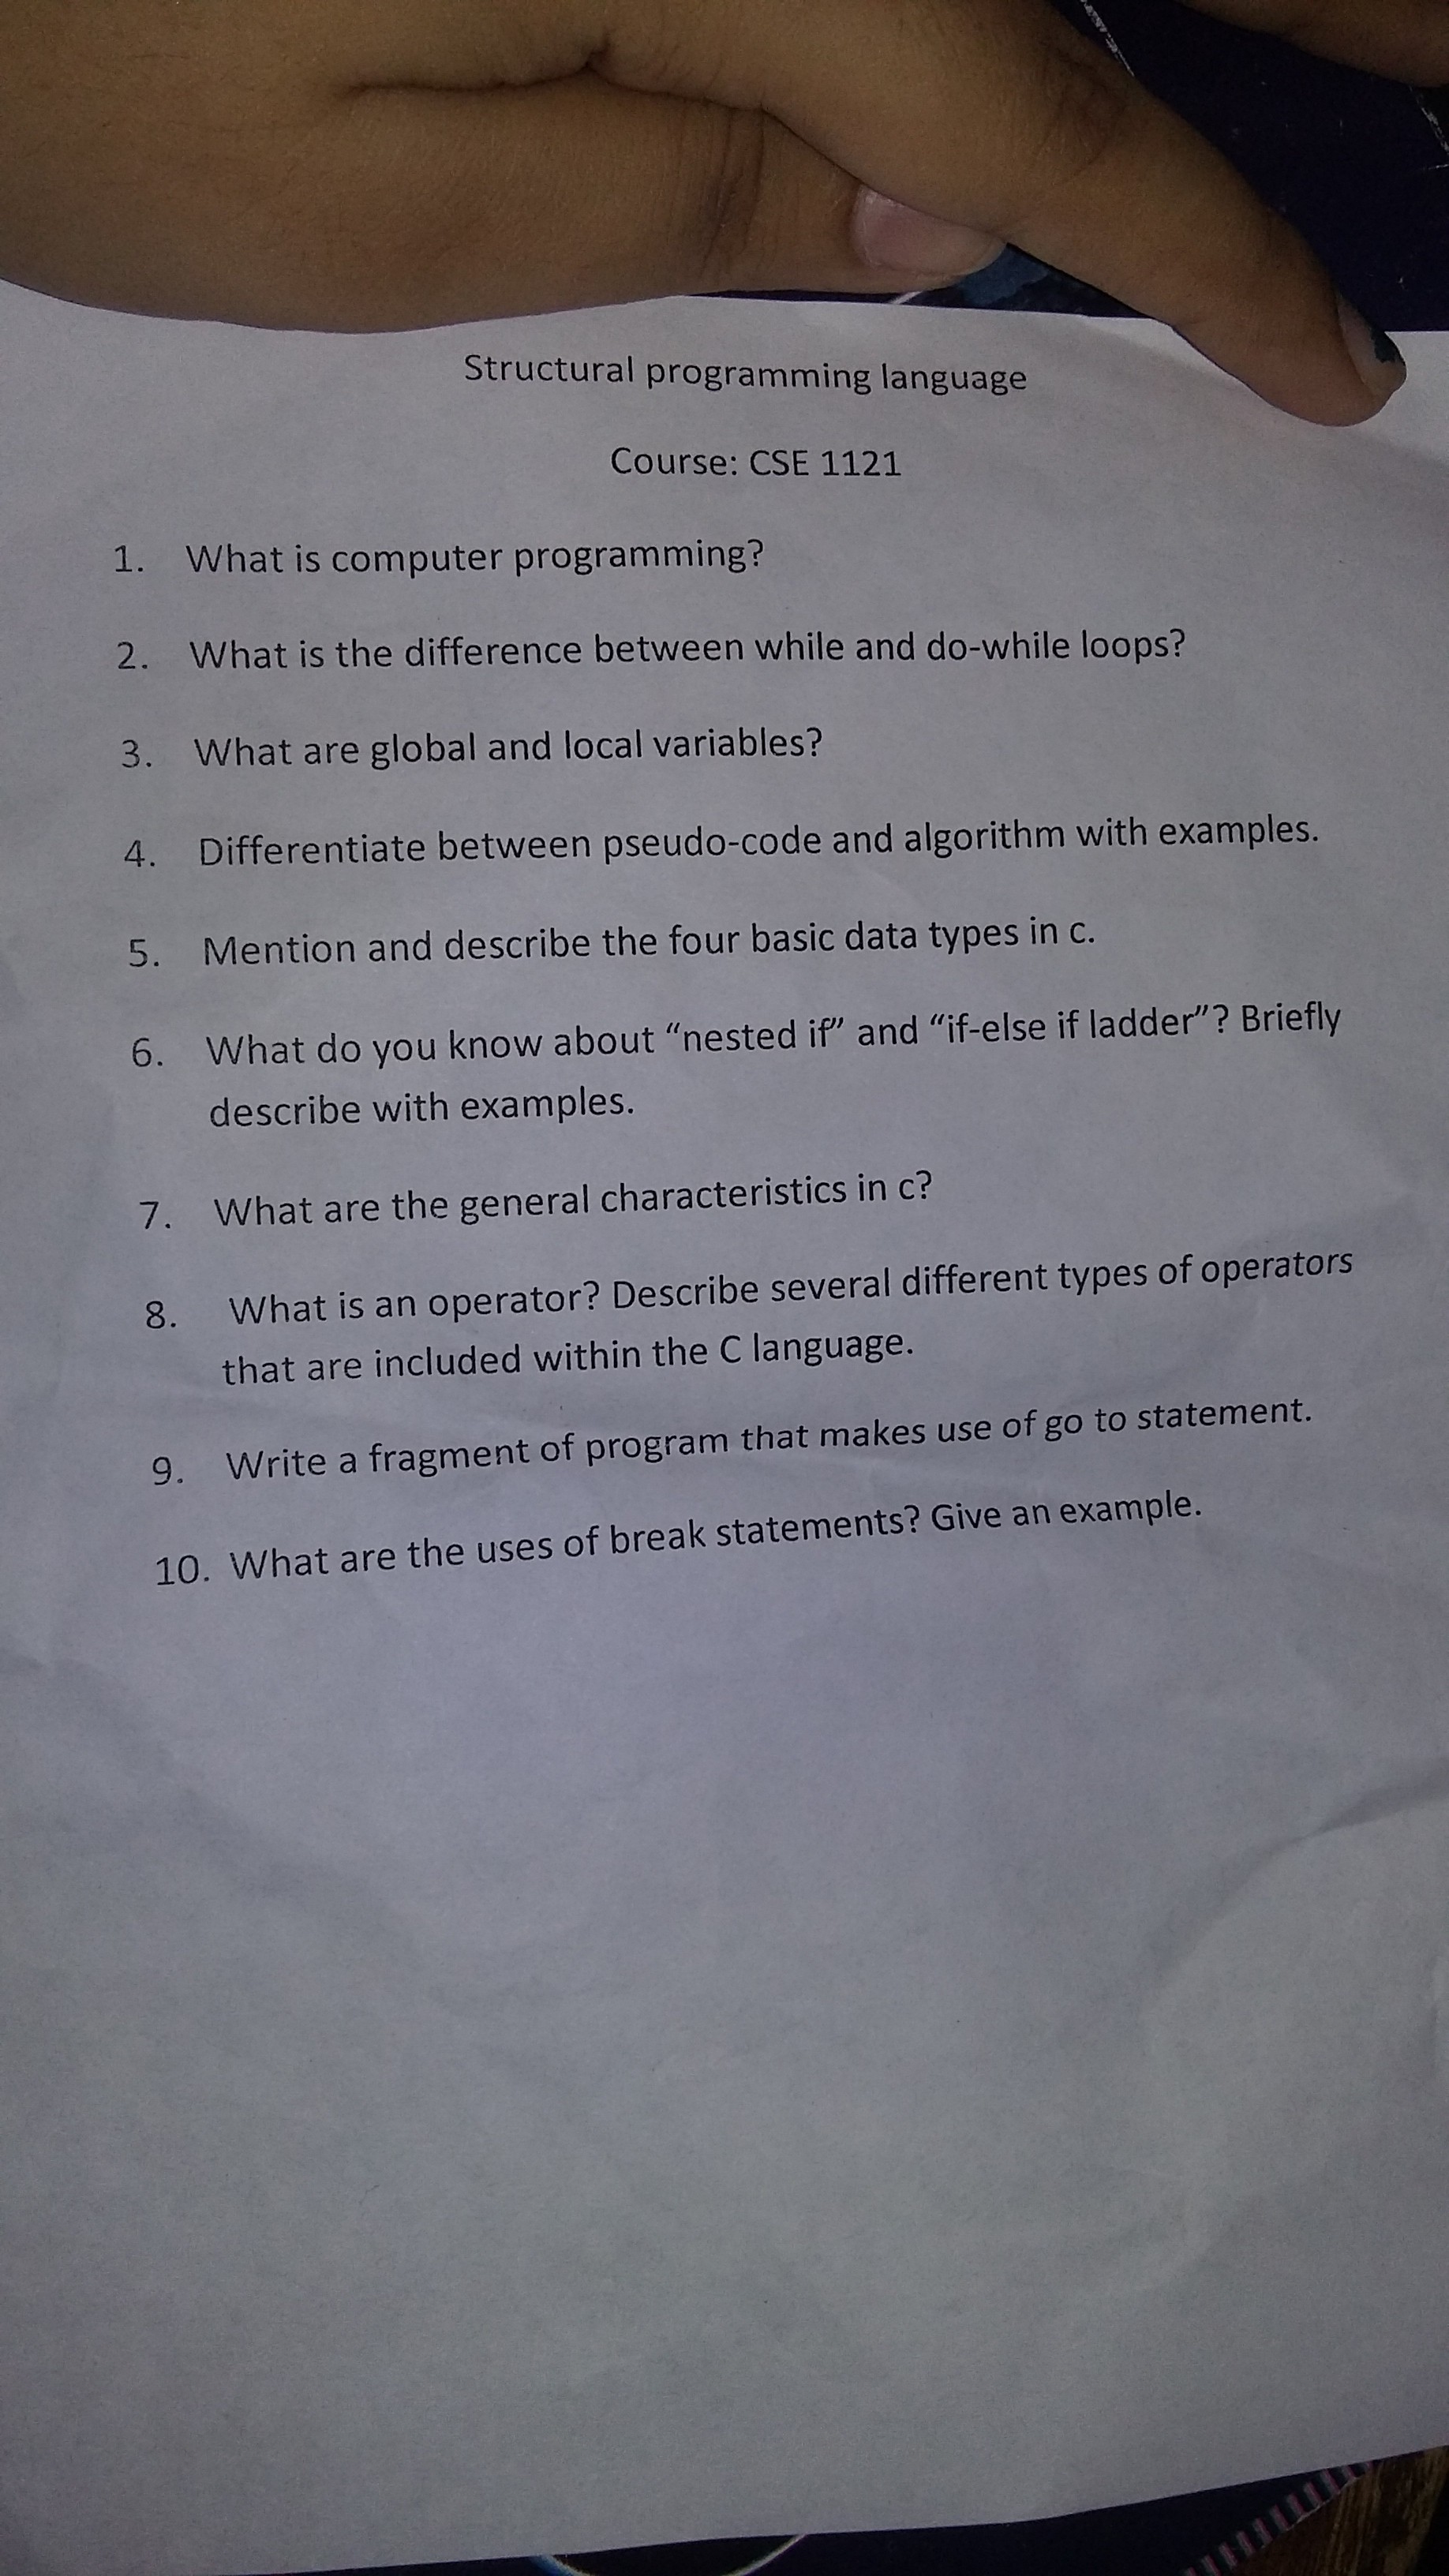 Structural programming language
Course: CSE 1121
1. What is computer programming?
2. What is the difference between while and do-while loops?
3. What are global and local variables?
4. Differentiate between pseudo-code and algorithm with examples.
5. Mention and describe the four basic data types in c.
6. What do you know about “nested if” and “if-else if ladder”? Briefly
describe with examples.
7. What are the general characteristics in c?
8. What is an operator? Describe several different types of operators
that are included within the C language.
9. Write a fragment of program that makes use of go to statement.
10. What are the uses of break statements? Give an example.